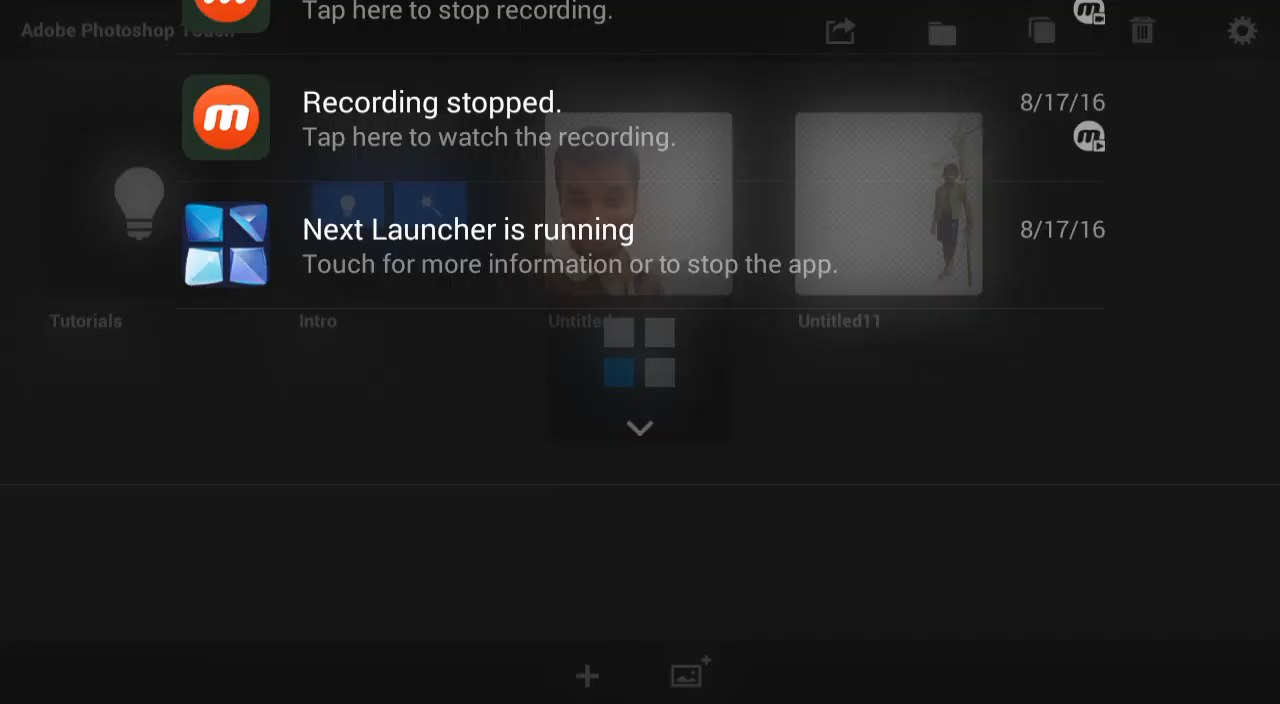 Tap here to stop recording.
Adobe Photoshop Touch
Recording stopped.
8/17/16
Tap here to watch the recording.
Next Launcher is running
8/17/16
Touch for more information or to stop the app.
Tutorials
Intro
Untitled
Untitled11